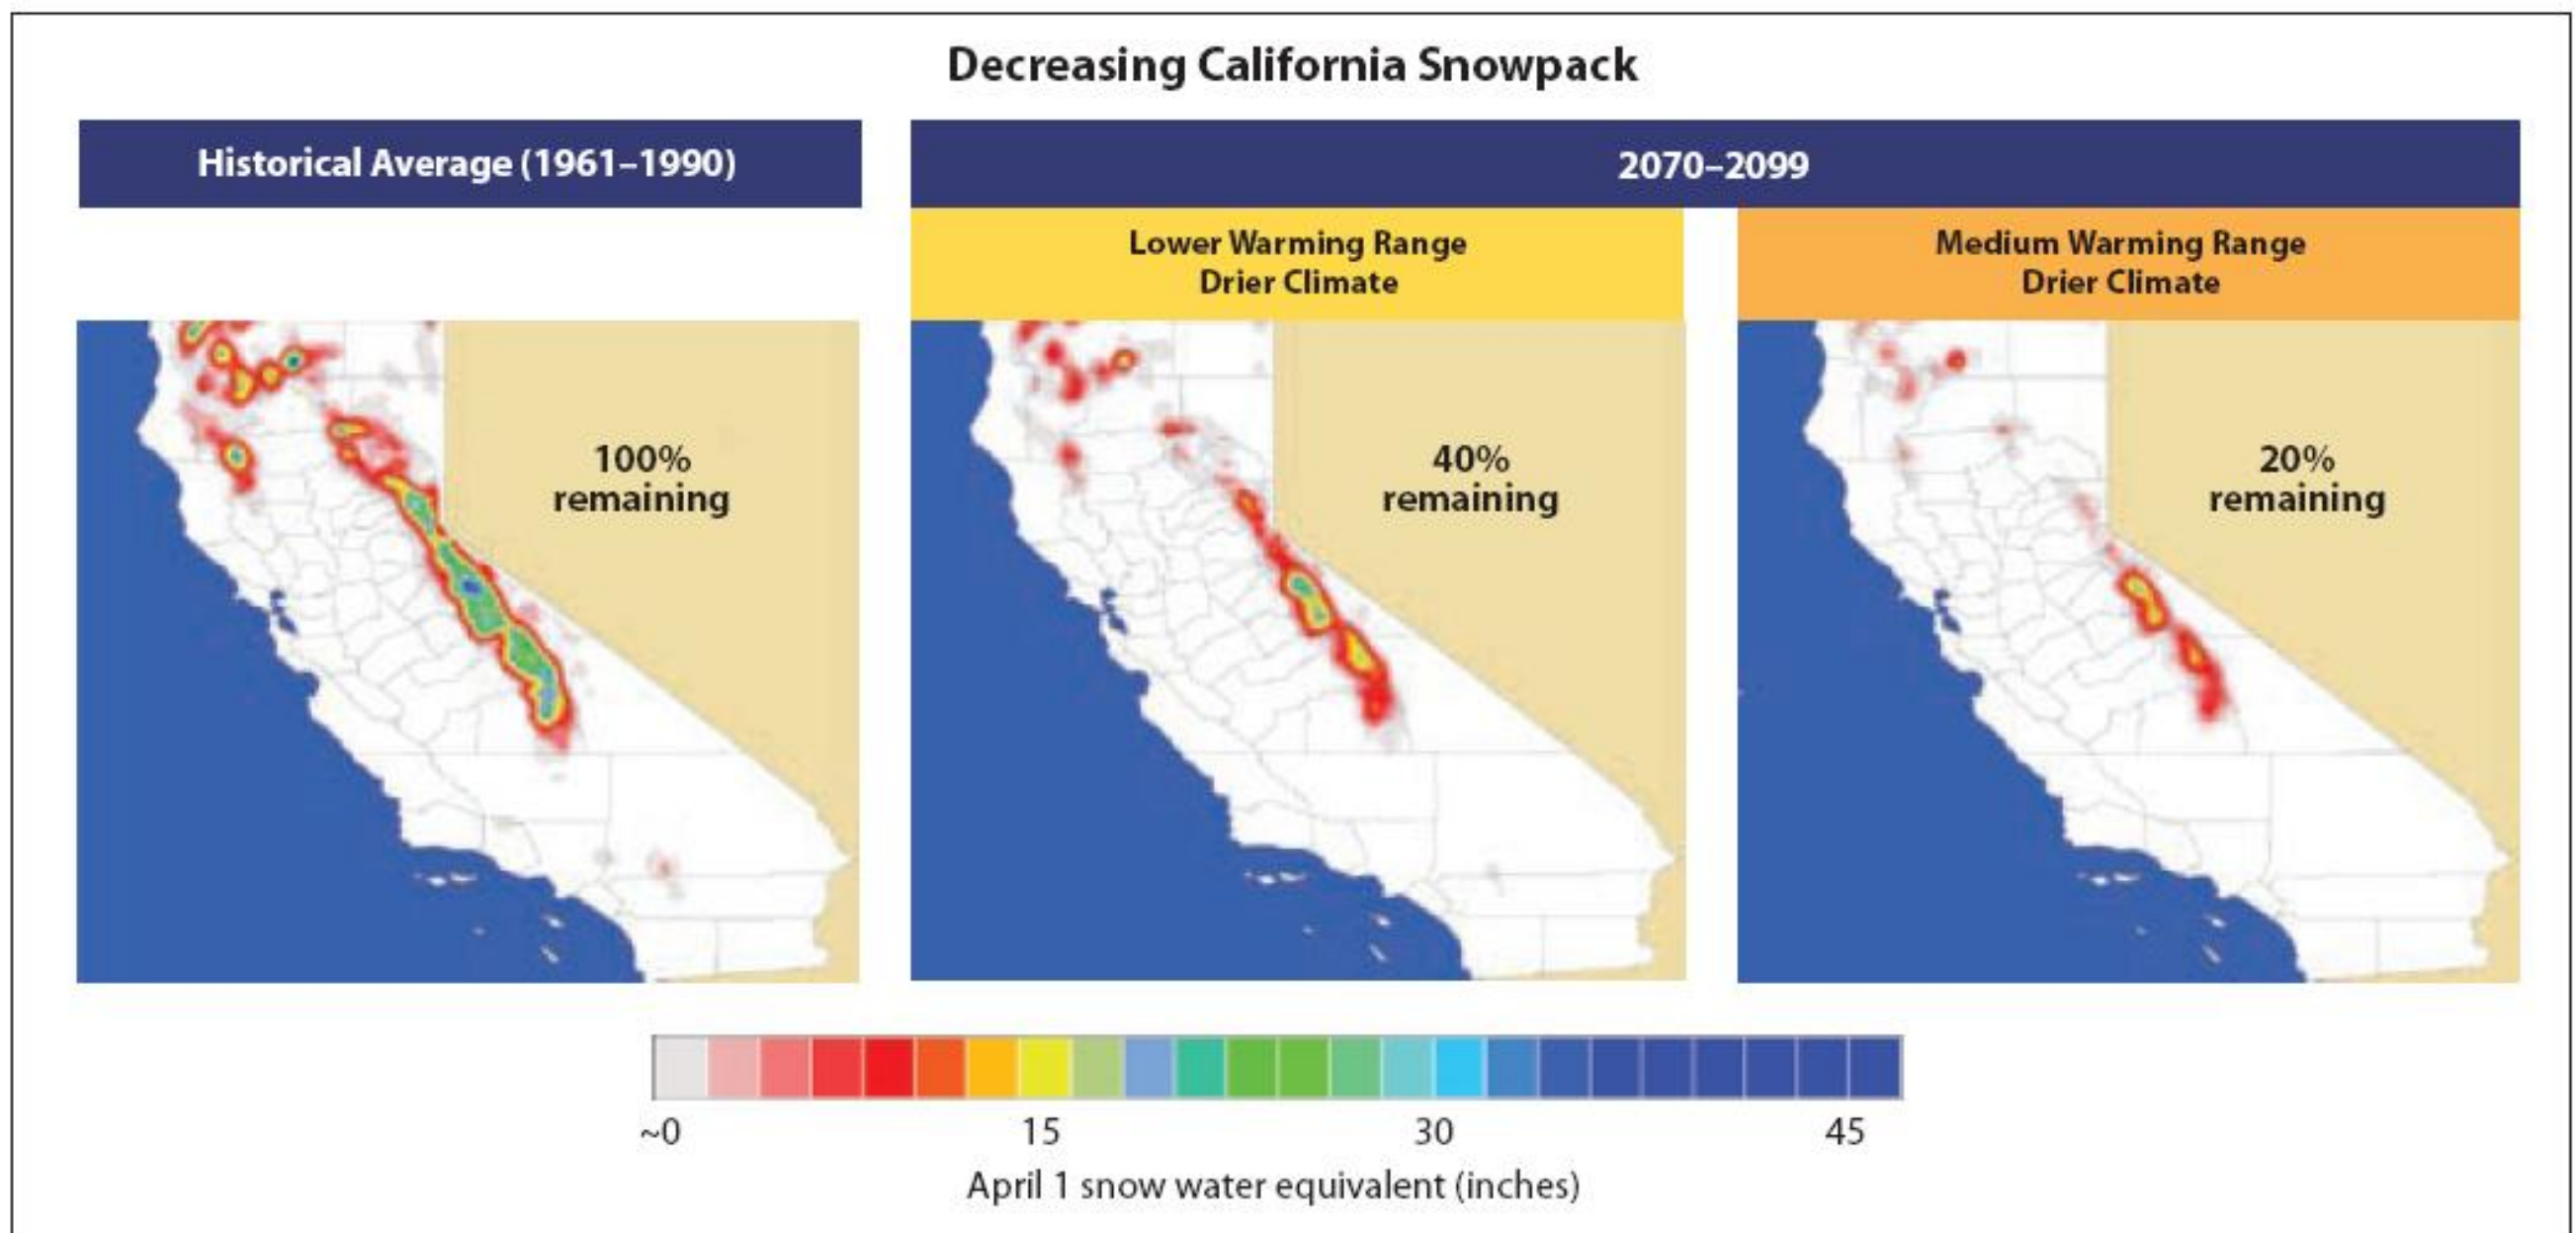 Decreasing California Snowpack
Historical Average (1961–1990)
2070–2099
Lower Warming Range
Drier Climate
Medium Warming Range
Drier Climate
100%
remaining
40%
remaining
20%
remaining
~0
15
30
45
April 1 snow water equivalent (inches)